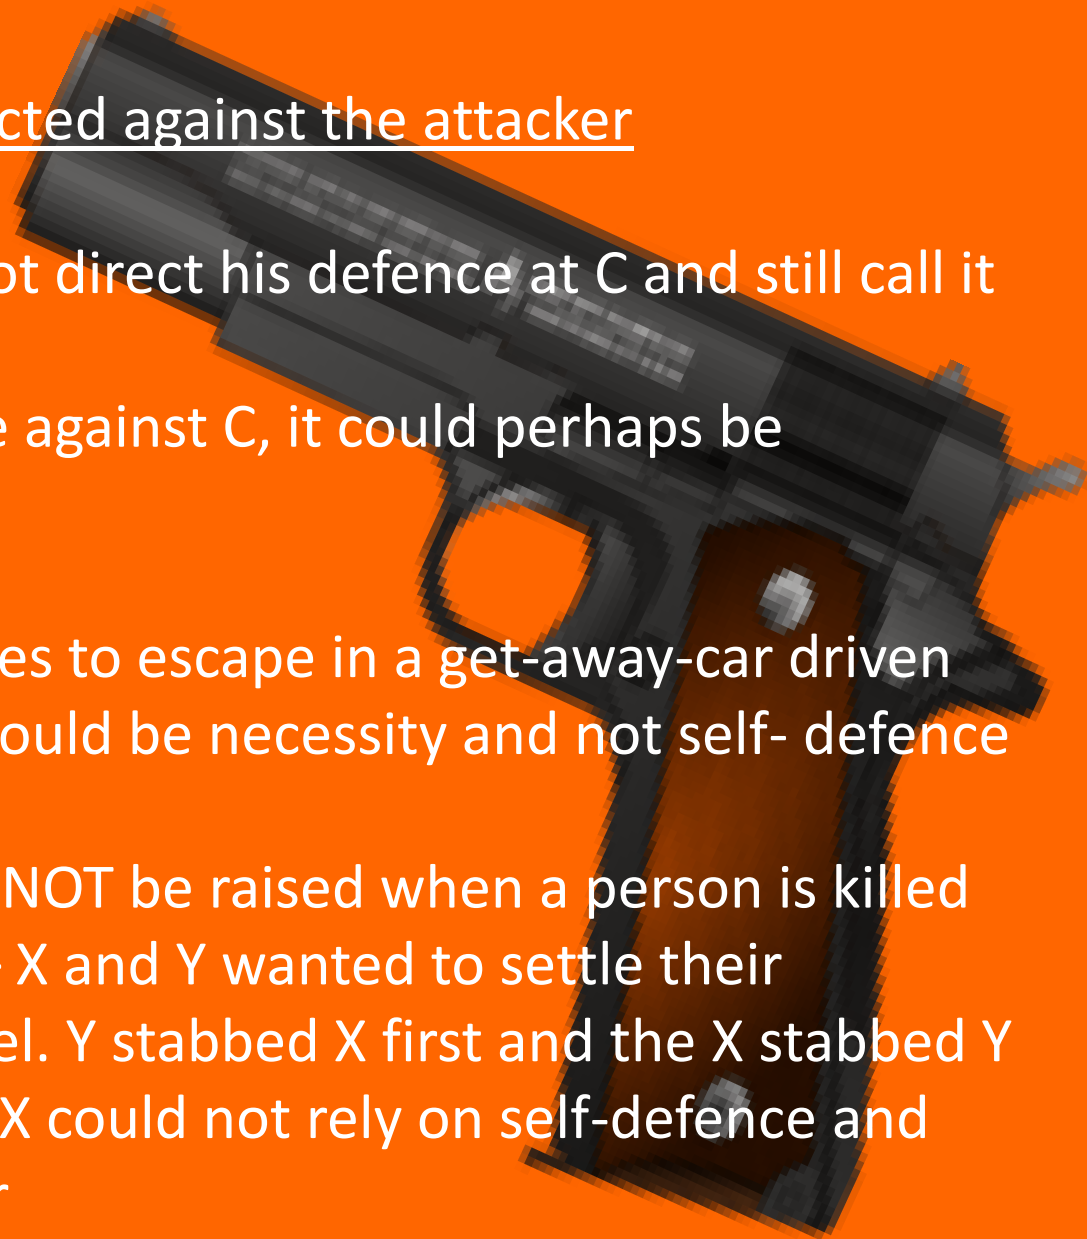 cted against the attacker
ot direct his defence at C and still call it
e against C, it could perhaps be
es to escape in a get-away-car driven
ould be necessity and not self- defence
NOT be raised when a person is killed
X and Y wanted to settle their
el. Y stabbed X first and the X stabbed Y
X could not rely on self-defence and
r